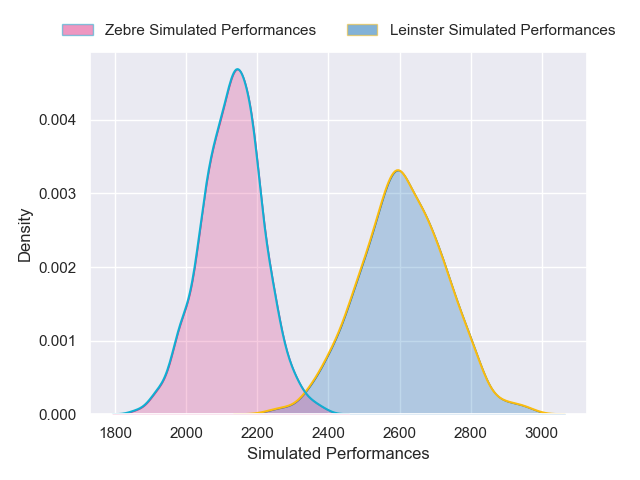 Zebre Simulated Performances Leinster Simulated Performances
0.004
0.003
0.002
0.001
0.000
Density
1800 2000 2200 2400 2600 2800 3000
Simulated Performances